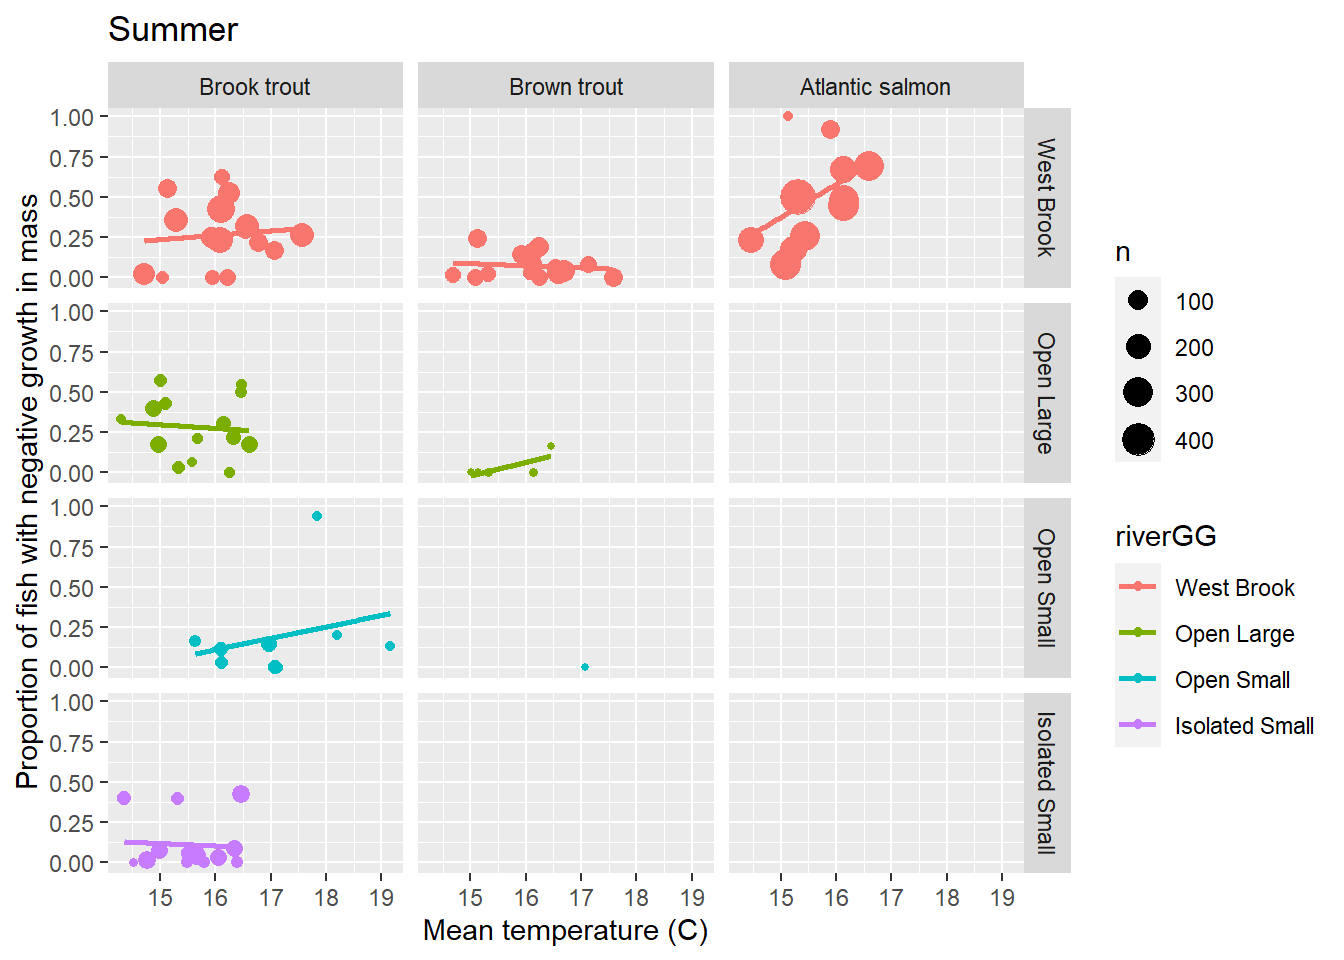 Summer
Brook trout
Brown trout
Atlantic salmon
Proportion of fish with negative growth in mass
1.00
0.75
0.50
0.25
0.00
West Brook
1.00
0.75
0.50
0.25
0.00
Open Large
1.00
0.75
0.50
0.25
0.00
Open Small
1.00
0.75
0.50
0.25
0.00
Isolated Small
15 16 17 18 19
15 16 17 18 19
15 16 17 18 19
Mean temperature (C)
n
100
200
300
400
riverGG
West Brook
Open Large
Open Small
Isolated Small